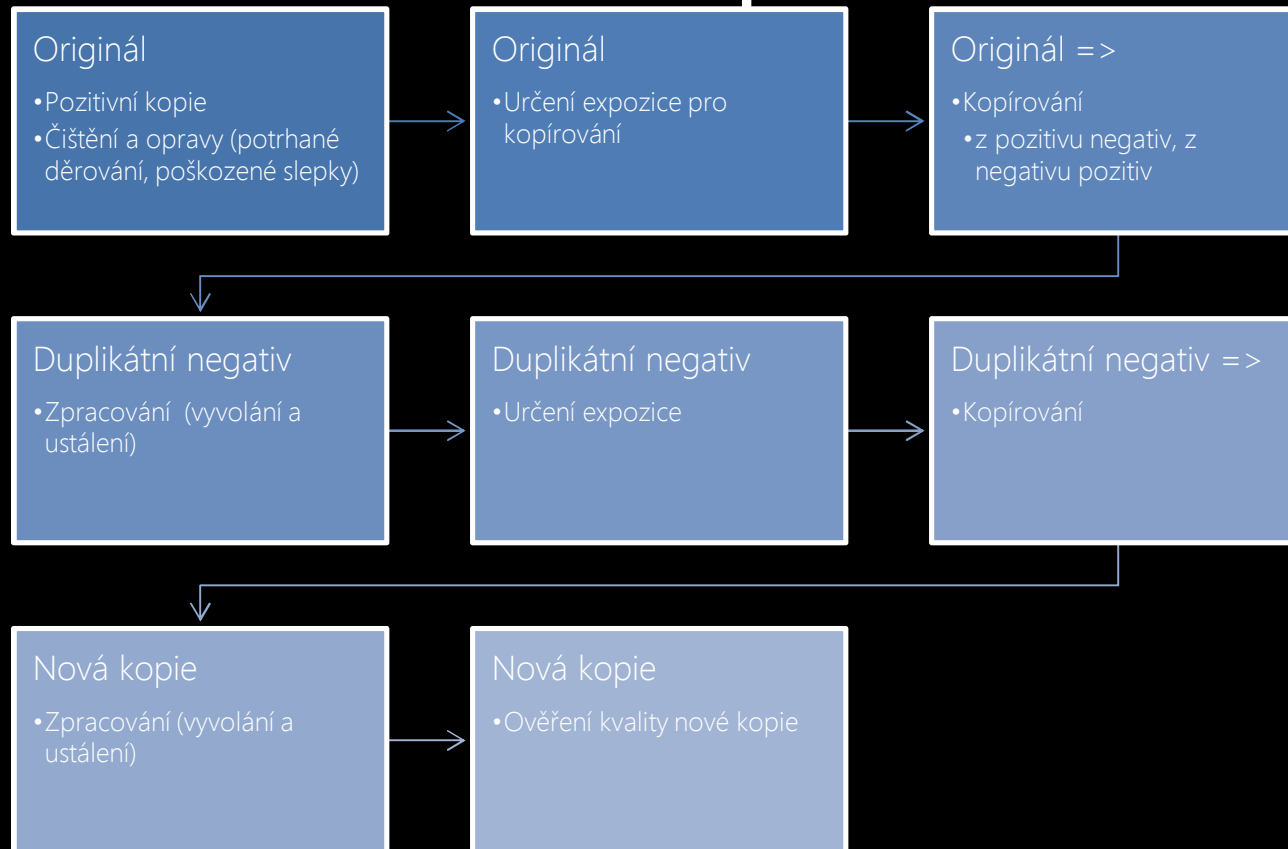 Originál
•Pozitivní kopie
•Čištění a opravy (potrhané
děrování, poškozené slepky)
Originál
•Určení expozice pro
kopírování
Originál =>
•Kopírování
•z pozitivu negativ, z
negativu pozitiv
Duplikátní negativ
•Zpracování (vyvolání a
ustálení)
Duplikátní negativ
•Určení expozice
Duplikátní negativ =>
•Kopírování
Nová kopie
•Zpracování (vyvolání a
ustálení)
Nová kopie
•Ověření kvality nové kopie